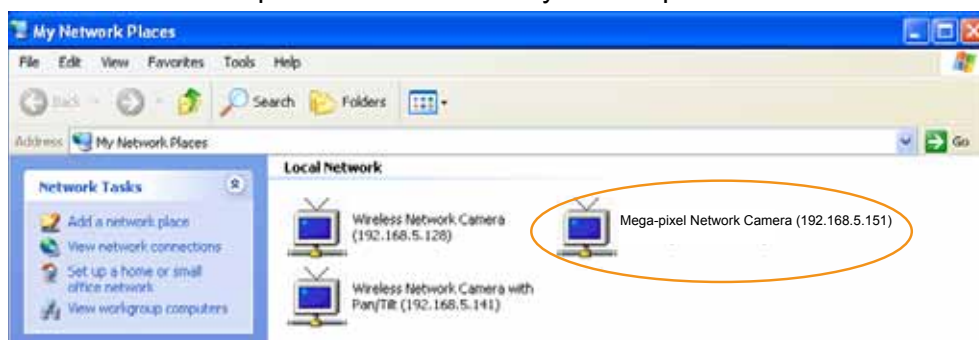 My Network Places
File Edit View Favorites Tools Help
Back Search Folders
Address My Network Places Go
Local Network
Network Tasks
Add a network place
View network connections
Set up a home or small
office network
View workgroup computers
Wireless Network Camera
(192.168.5.128)
Mega-pixel Network Camera (192.168.5.151)
Wireless Network Camera with
Pan/Tilt (192.168.5.141)